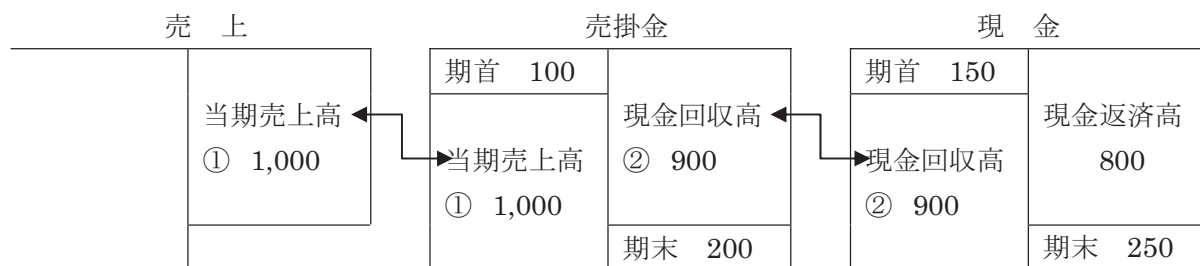 売　上
売掛金
現　金
期首　100
期首　150
当期売上高
現金回収高
現金返済高
①　1,000
当期売上高
②　900
現金回収高
800
①　1,000
②　900
期末　200
期末　250